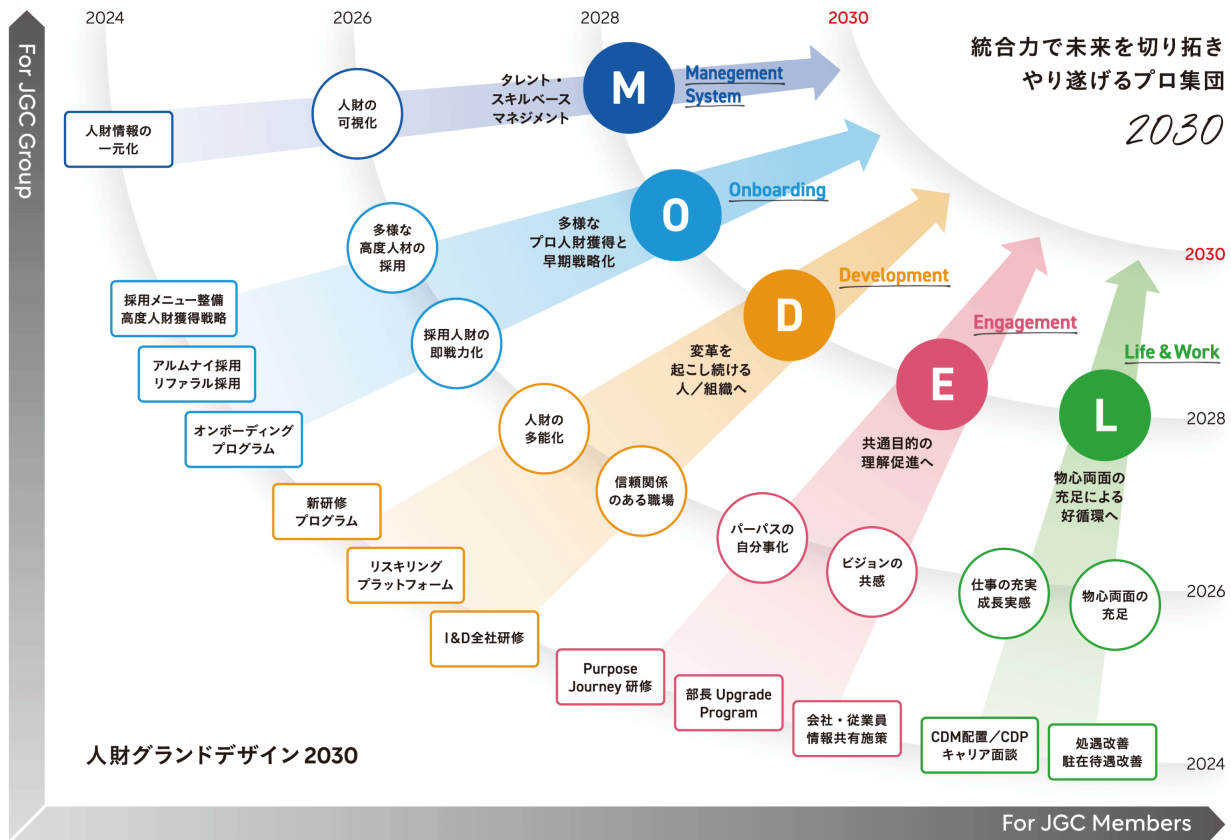 2024
2026
2028
2030
For JGC Group
統合力で未来を切り拓き
やり遂げるプロ集団
2030
人財情報の
一元化
人財の
可視化
タレント・
スキルベース
マネジメント
M
Manegement
System
採用メニュー整備
高度人財獲得戦略
アルムナイ採用
リファラル採用
オンボーディング
プログラム
多様な
高度人材の
採用
採用人財の
即戦力化
多様な
プロ人財獲得と
早期戦略化
O
Onboarding
新研修
プログラム
リスキリング
プラットフォーム
I&D全社研修
人財の
多能化
信頼関係
のある職場
変革を
起こし続ける
人／組織へ
D
Development
Purpose
Journey 研修
部長 Upgrade
Program
会社・従業員
情報共有施策
パーパスの
自分事化
ビジョンの
共感
共通目的の
理解促進へ
E
Engagement
CDM配置／CDP
キャリア面談
処遇改善
駐在待遇改善
仕事の充実
成長実感
物心両面の
充足
物心両面の
充足による
好循環へ
L
Life & Work
2030
2028
2026
2024
人財グランドデザイン 2030
For JGC Members